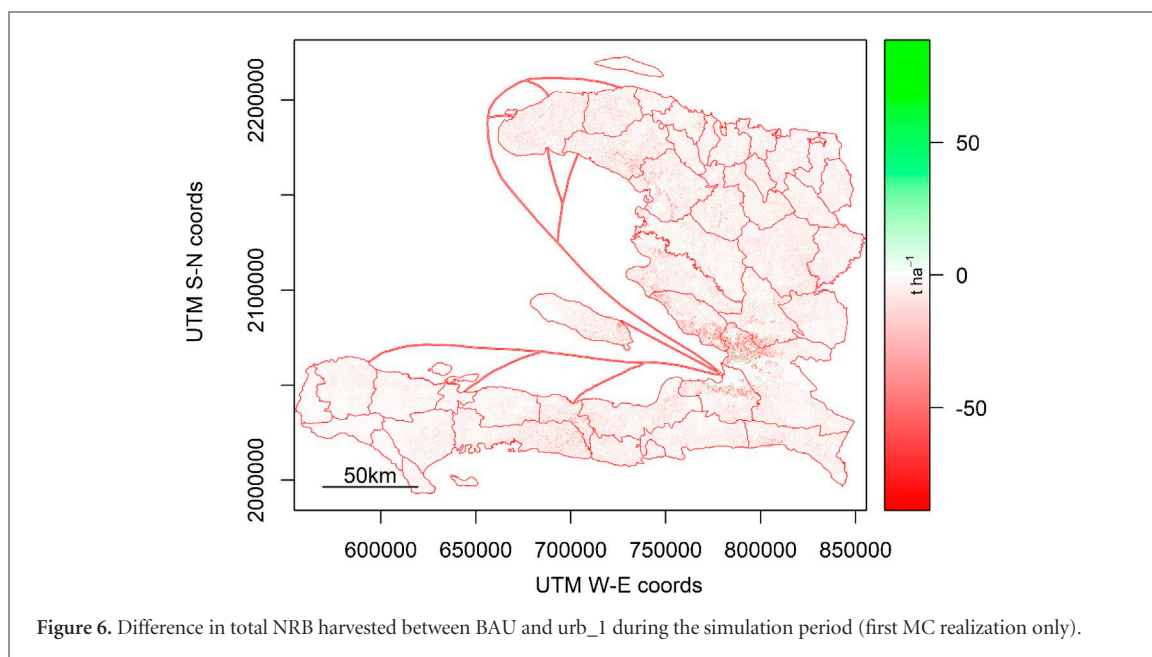 UTM S-N coords
2200000
2100000
2000000
50km
600000
650000
700000
750000
800000
850000
UTM W-E coords
50
0
-50
t ha⁻¹
Figure 6. Difference in total NRB harvested between BAU and urb_1 during the simulation period (first MC realization only).